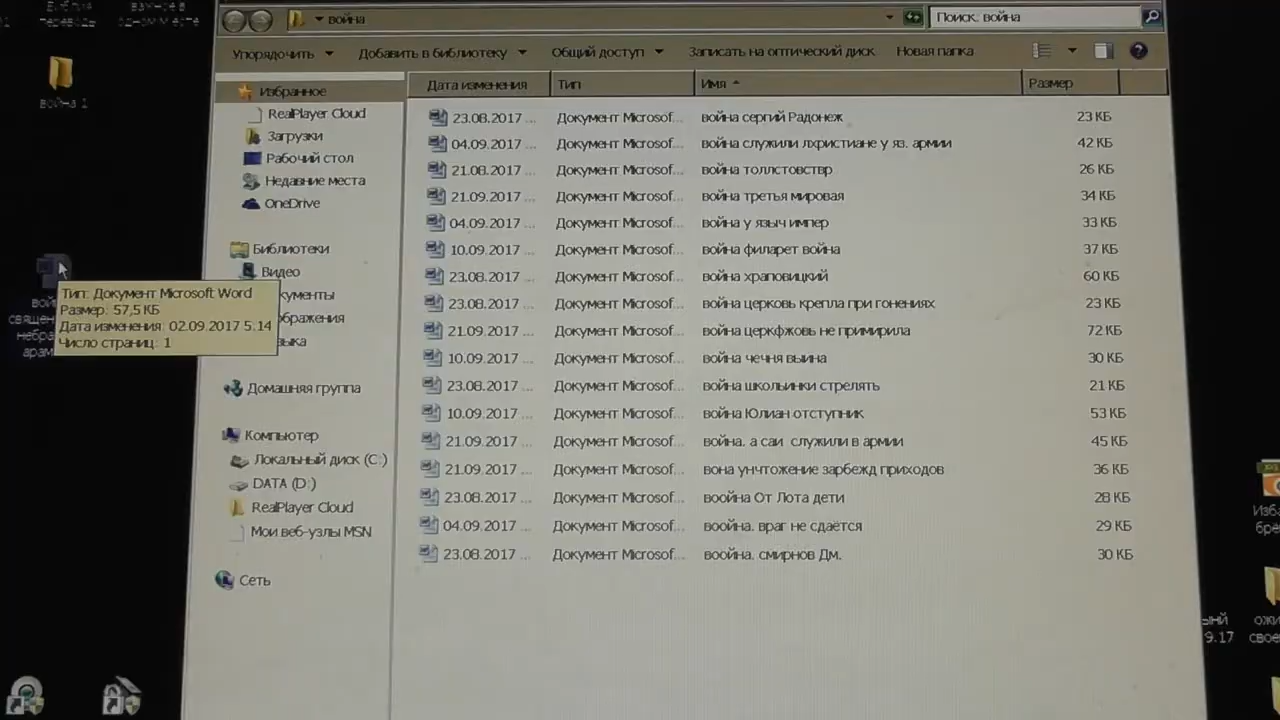 Библия важное в
переводы одном месте
война
Поиск: война
Упорядочить Добавить в библиотеку Общий доступ Записать на оптический диск Новая папка
война 1
Избранное
RealPlayer Cloud
Загрузки
Рабочий стол
Недавние места
OneDrive
Библиотеки
Видео
Домашняя группа
Компьютер
Локальный диск (C:)
DATA (D:)
RealPlayer Cloud
Мои веб-узлы MSN
Сеть
Тип: Документ Microsoft Word
Размер: 57,5 КБ
Дата изменения: 02.09.2017 5:14
Число страниц: 1
Дата изменения Тип Имя Размер
23.08.2017 ... Документ Microsof... война сергий Радонеж 23 КБ
04.09.2017 ... Документ Microsof... война служили лхристиане у яз. армии 42 КБ
21.08.2017 ... Документ Microsof... война толлстовствр 26 КБ
21.09.2017 ... Документ Microsof... война третья мировая 34 КБ
04.09.2017 ... Документ Microsof... война у языч импер 33 КБ
10.09.2017 ... Документ Microsof... война филарет война 37 КБ
23.08.2017 ... Документ Microsof... война храповицкий 60 КБ
23.08.2017 ... Документ Microsof... война церковь крепла при гонениях 23 КБ
21.09.2017 ... Документ Microsof... война церкфжовь не примирила 72 КБ
10.09.2017 ... Документ Microsof... война чечня выина 30 КБ
23.08.2017 ... Документ Microsof... война школьинки стрелять 21 КБ
10.09.2017 ... Документ Microsof... война Юлиан отступник 53 КБ
21.09.2017 ... Документ Microsof... война. а саи служили в армии 45 КБ
21.09.2017 ... Документ Microsof... вона унчтожение зарбежд приходов 36 КБ
23.08.2017 ... Документ Microsof... воойна От Лота дети 28 КБ
04.09.2017 ... Документ Microsof... воойна. враг не сдаётся 29 КБ
23.08.2017 ... Документ Microsof... воойна. смирнов Дм. 30 КБ
9.17